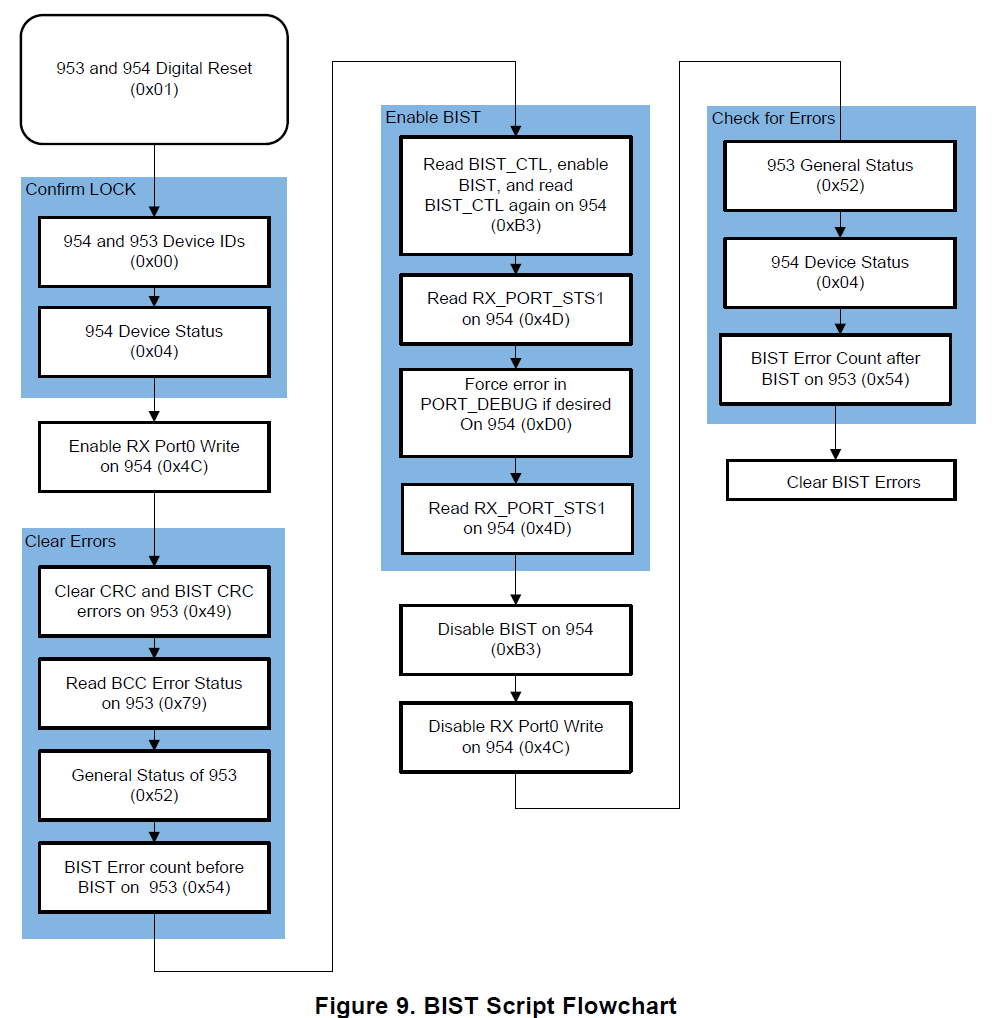 953 and 954 Digital Reset
(0x01)
Confirm LOCK
954 and 953 Device IDs
(0x00)
954 Device Status
(0x04)
Enable RX Port0 Write
on 954 (0x4C)
Clear Errors
Clear CRC and BIST CRC
errors on 953 (0x49)
Read BCC Error Status
on 953 (0x79)
General Status of 953
(0x52)
BIST Error count before
BIST on 953 (0x54)
Enable BIST
Read BIST_CTL, enable
BIST, and read
BIST_CTL again on 954
(0xB3)
Read RX_PORT_STS1
on 954 (0x4D)
Force error in
PORT_DEBUG if desired
On 954 (0xD0)
Read RX_PORT_STS1
on 954 (0x4D)
Disable BIST on 954
(0xB3)
Disable RX Port0 Write
on 954 (0x4C)
Check for Errors
953 General Status
(0x52)
954 Device Status
(0x04)
BIST Error Count after
BIST on 953 (0x54)
Clear BIST Errors
Figure 9. BIST Script Flowchart